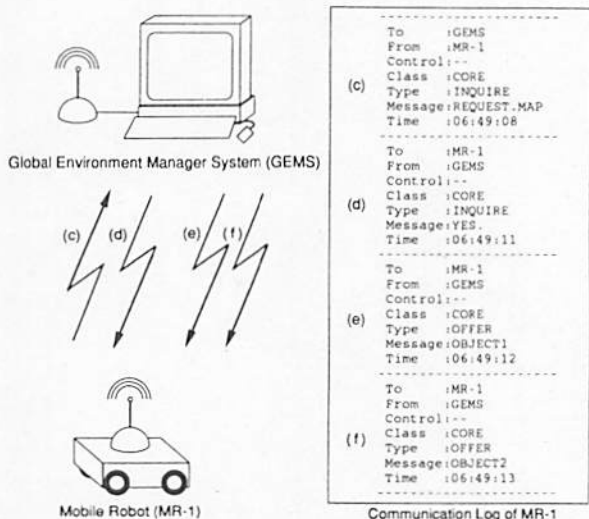 Global Environment Manager System (GEMS)
(c)
(d)
(e)
(f)
Mobile Robot (MR-1)
(c)
To :GEMS
From :MR-1
Control:--
Class :CORE
Type :INQUIRE
Message:REQUEST.MAP
Time :06:49:08
(d)
To :MR-1
From :GEMS
Control:--
Class :CORE
Type :INQUIRE
Message:YES.
Time :06:49:11
(e)
To :MR-1
From :GEMS
Control:--
Class :CORE
Type :OFFER
Message:OBJECT1
Time :06:49:12
(f)
To :MR-1
From :GEMS
Control:--
Class :CORE
Type :OFFER
Message:OBJECT2
Time :06:49:13
Communication Log of MR-1